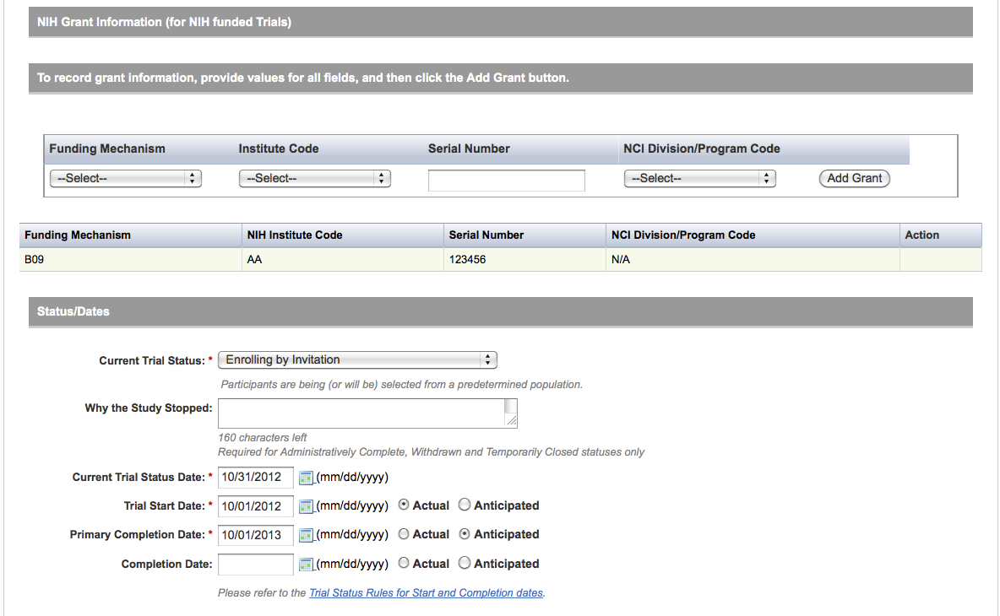 NIH Grant Information (for NIH funded Trials)
To record grant information, provide values for all fields, and then click the Add Grant button.
Funding Mechanism Institute Code Serial Number NCI Division/Program Code
--Select-- --Select-- --Select-- Add Grant
Funding Mechanism NIH Institute Code Serial Number NCI Division/Program Code Action
B09 AA 123456 N/A
Status/Dates
Current Trial Status: * Enrolling by Invitation
Participants are being (or will be) selected from a predetermined population.
Why the Study Stopped:
160 characters left
Required for Administratively Complete, Withdrawn and Temporarily Closed statuses only
Current Trial Status Date: * 10/31/2012 (mm/dd/yyyy)
Trial Start Date: * 10/01/2012 (mm/dd/yyyy) Actual Anticipated
Primary Completion Date: * 10/01/2013 (mm/dd/yyyy) Actual Anticipated
Completion Date: (mm/dd/yyyy) Actual Anticipated
Please refer to the Trial Status Rules for Start and Completion dates.